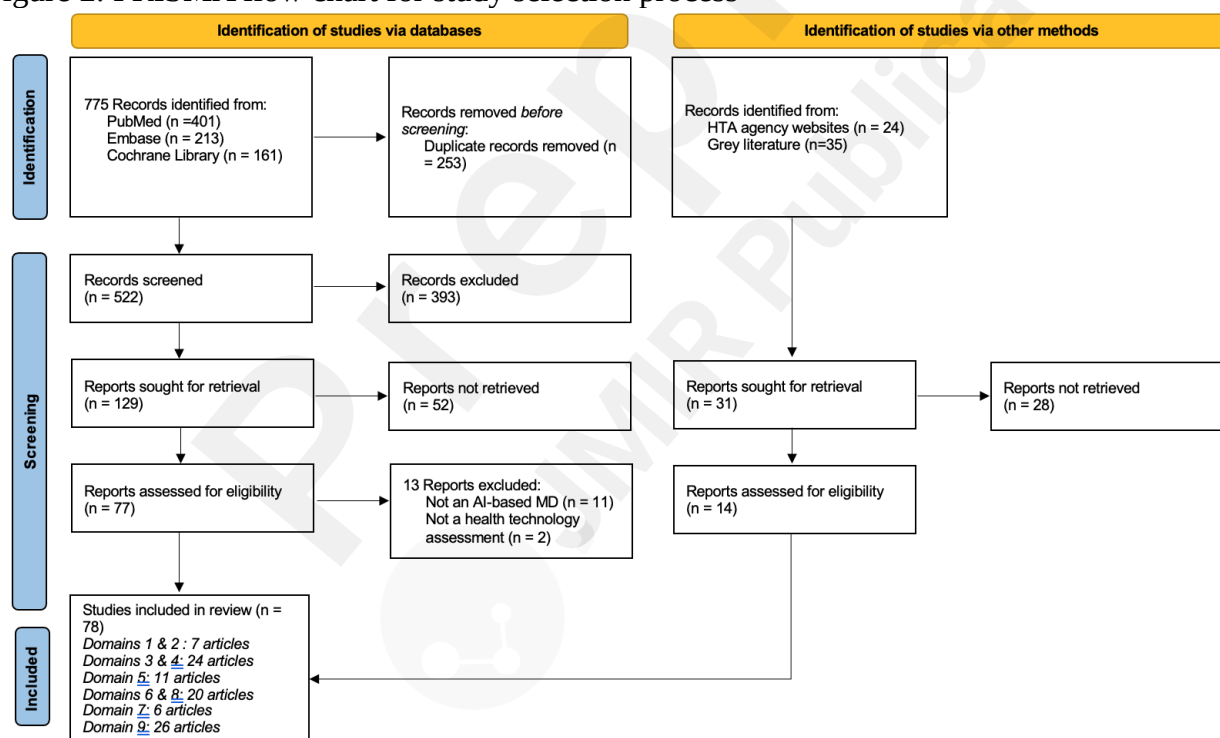 Figure 2. PRISMA flow chart for study selection process
Identification of studies via databases
Identification of studies via other methods
Identification
775 Records identified from:
PubMed (n =401)
Embase (n = 213)
Cochrane Library (n = 161)
Records removed before
screening:
Duplicate records removed (n
= 253)
Records identified from:
HTA agency websites (n = 24)
Grey literature (n=35)
Screening
Records screened
(n = 522)
Records excluded
(n = 393)
Reports sought for retrieval
(n = 129)
Reports not retrieved
(n = 52)
Reports sought for retrieval
(n = 31)
Reports not retrieved
(n = 28)
Reports assessed for eligibility
(n = 77)
13 Reports excluded:
Not an AI-based MD (n = 11)
Not a health technology
assessment (n = 2)
Reports assessed for eligibility
(n = 14)
Included
Studies included in review (n =
78)
Domains 1 & 2 : 7 articles
Domains 3 & 4: 24 articles
Domain 5: 11 articles
Domains 6 & 8: 20 articles
Domain 7: 6 articles
Domain 9: 26 articles
Prepr
JMIR Publica